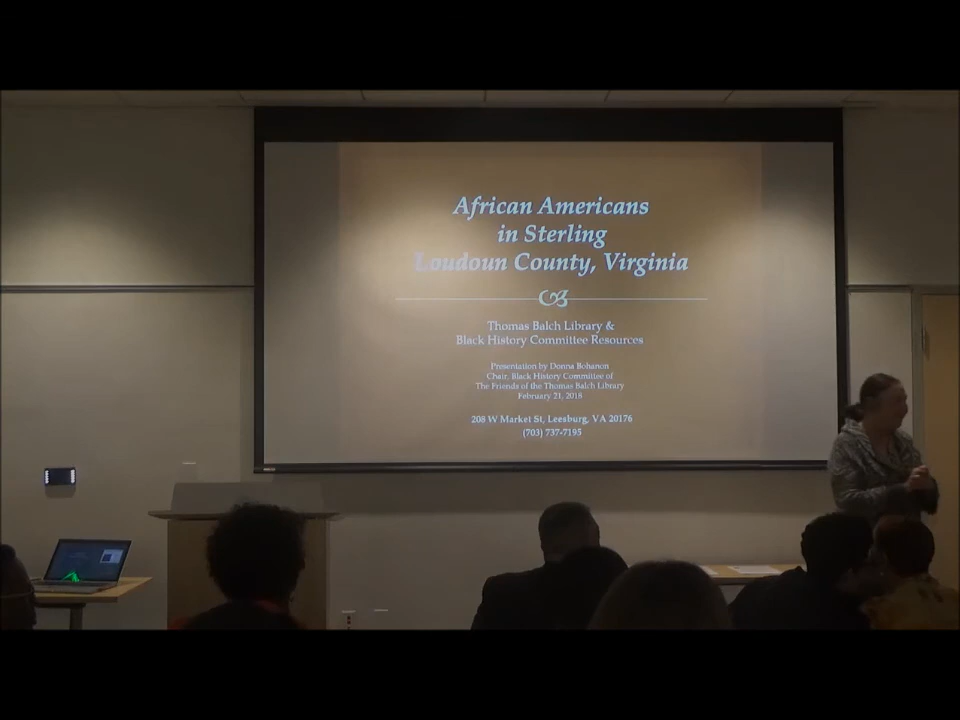 African Americans
in Sterling
Loudoun County, Virginia
Thomas Balch Library &
Black History Committee Resources
Presentation by Donna Bohanon
Chair, Black History Committee of
The Friends of the Thomas Balch Library
February 21, 2018
208 W Market St, Leesburg, VA 20176
(703) 737-7195